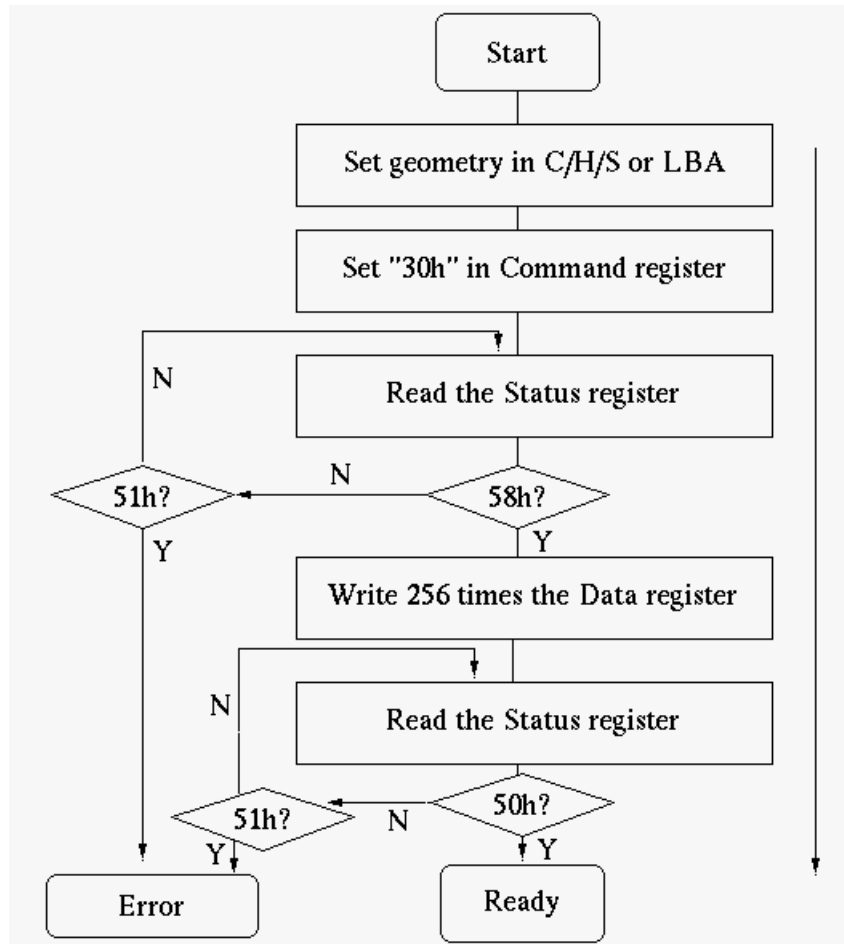 Start
Set geometry in C/H/S or LBA
Set "30h" in Command register
N
Read the Status register
N
51h?
58h?
Y
Y
Write 256 times the Data register
N
Read the Status register
51h?
N
50h?
Y
Y
Error
Ready